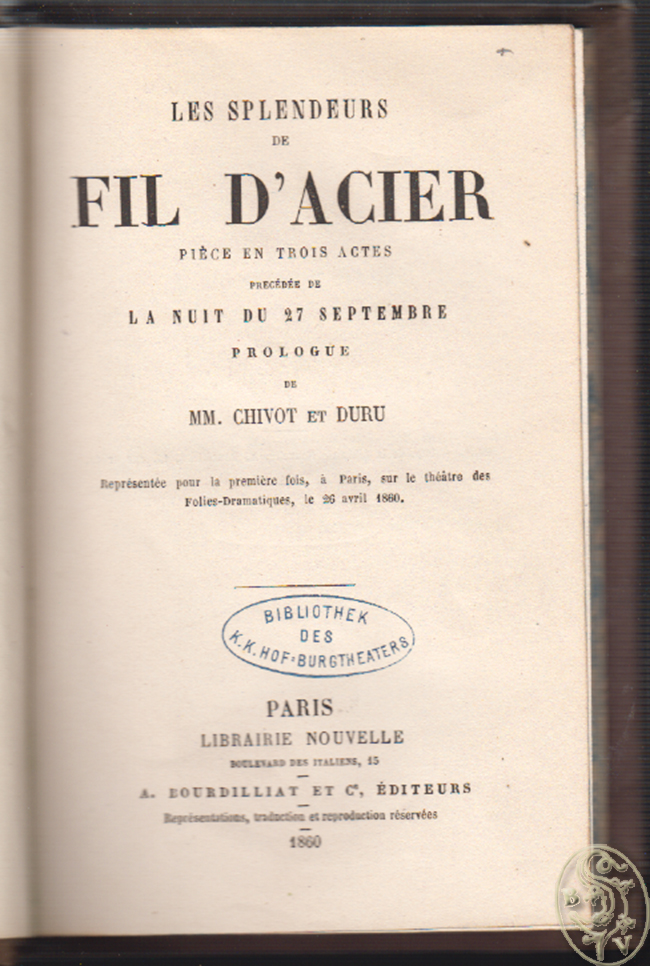 LES SPLENDEURS
DE
FIL D'ACIER
PIÈCE EN TROIS ACTES
PRÉCÉDÉE DE
LA NUIT DU 27 SEPTEMBRE
PROLOGUE
DE
MM. CHIVOT ET DURU
Représentée pour la première fois, à Paris, sur le théâtre des
Folies-Dramatiques, le 26 avril 1860.
BIBLIOTHEK
DES
K.K. HOF=BURGTHEATERS
PARIS
LIBRAIRIE NOUVELLE
BOULEVARD DES ITALIENS, 15
A. BOURDILLIAT ET Cᵉ, ÉDITEURS
Représentations, traduction et reproduction réservées
1860